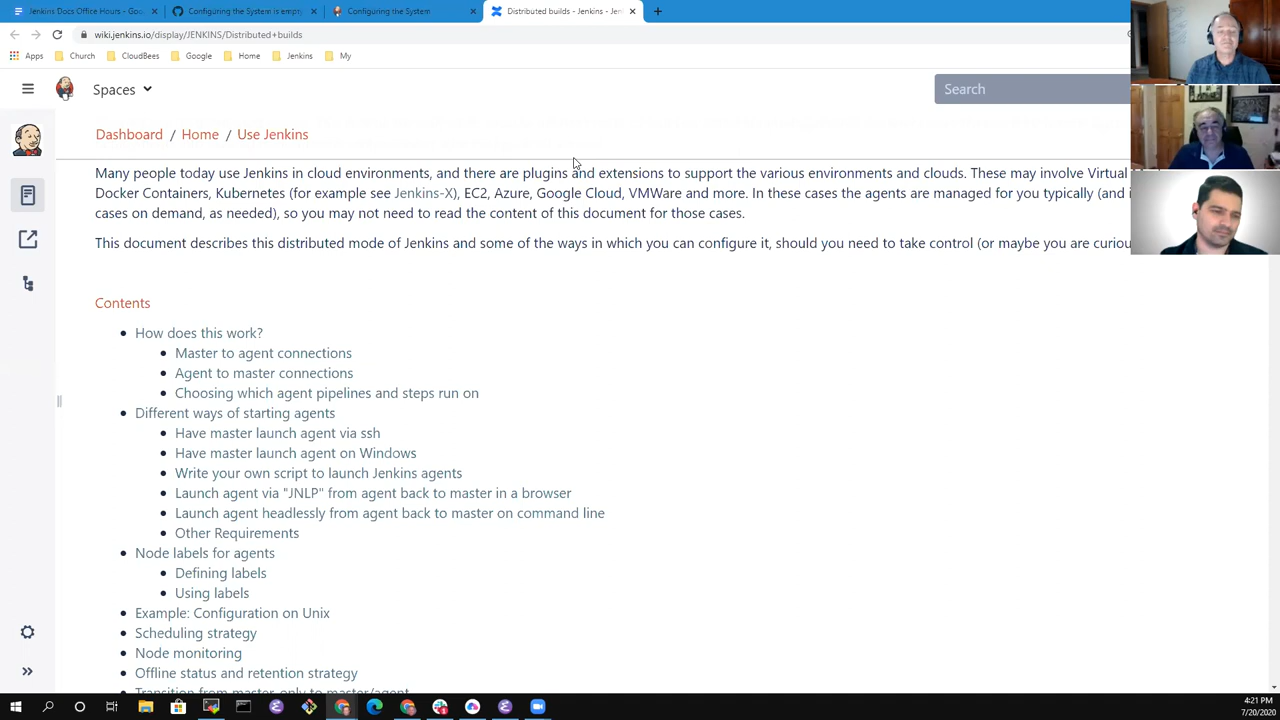 Jenkins Docs Office Hours - Goo
Configuring the System is empt
Configuring the System
Distributed builds - Jenkins - Jen
wiki.jenkins.io/display/JENKINS/Distributed+builds
Apps
Church
CloudBees
Google
Home
Jenkins
My
Spaces
Search
Dashboard / Home / Use Jenkins
Many people today use Jenkins in cloud environments, and there are plugins and extensions to support the various environments and clouds. These may involve Virtual
Docker Containers, Kubernetes (for example see Jenkins-X), EC2, Azure, Google Cloud, VMWare and more. In these cases the agents are managed for you typically (and i
cases on demand, as needed), so you may not need to read the content of this document for those cases.
This document describes this distributed mode of Jenkins and some of the ways in which you can configure it, should you need to take control (or maybe you are curiou
Contents
How does this work?
Master to agent connections
Agent to master connections
Choosing which agent pipelines and steps run on
Different ways of starting agents
Have master launch agent via ssh
Have master launch agent on Windows
Write your own script to launch Jenkins agents
Launch agent via "JNLP" from agent back to master in a browser
Launch agent headlessly from agent back to master on command line
Other Requirements
Node labels for agents
Defining labels
Using labels
Example: Configuration on Unix
Scheduling strategy
Node monitoring
Offline status and retention strategy
Transition from master-only to master/agent
4:21 PM
7/20/2020